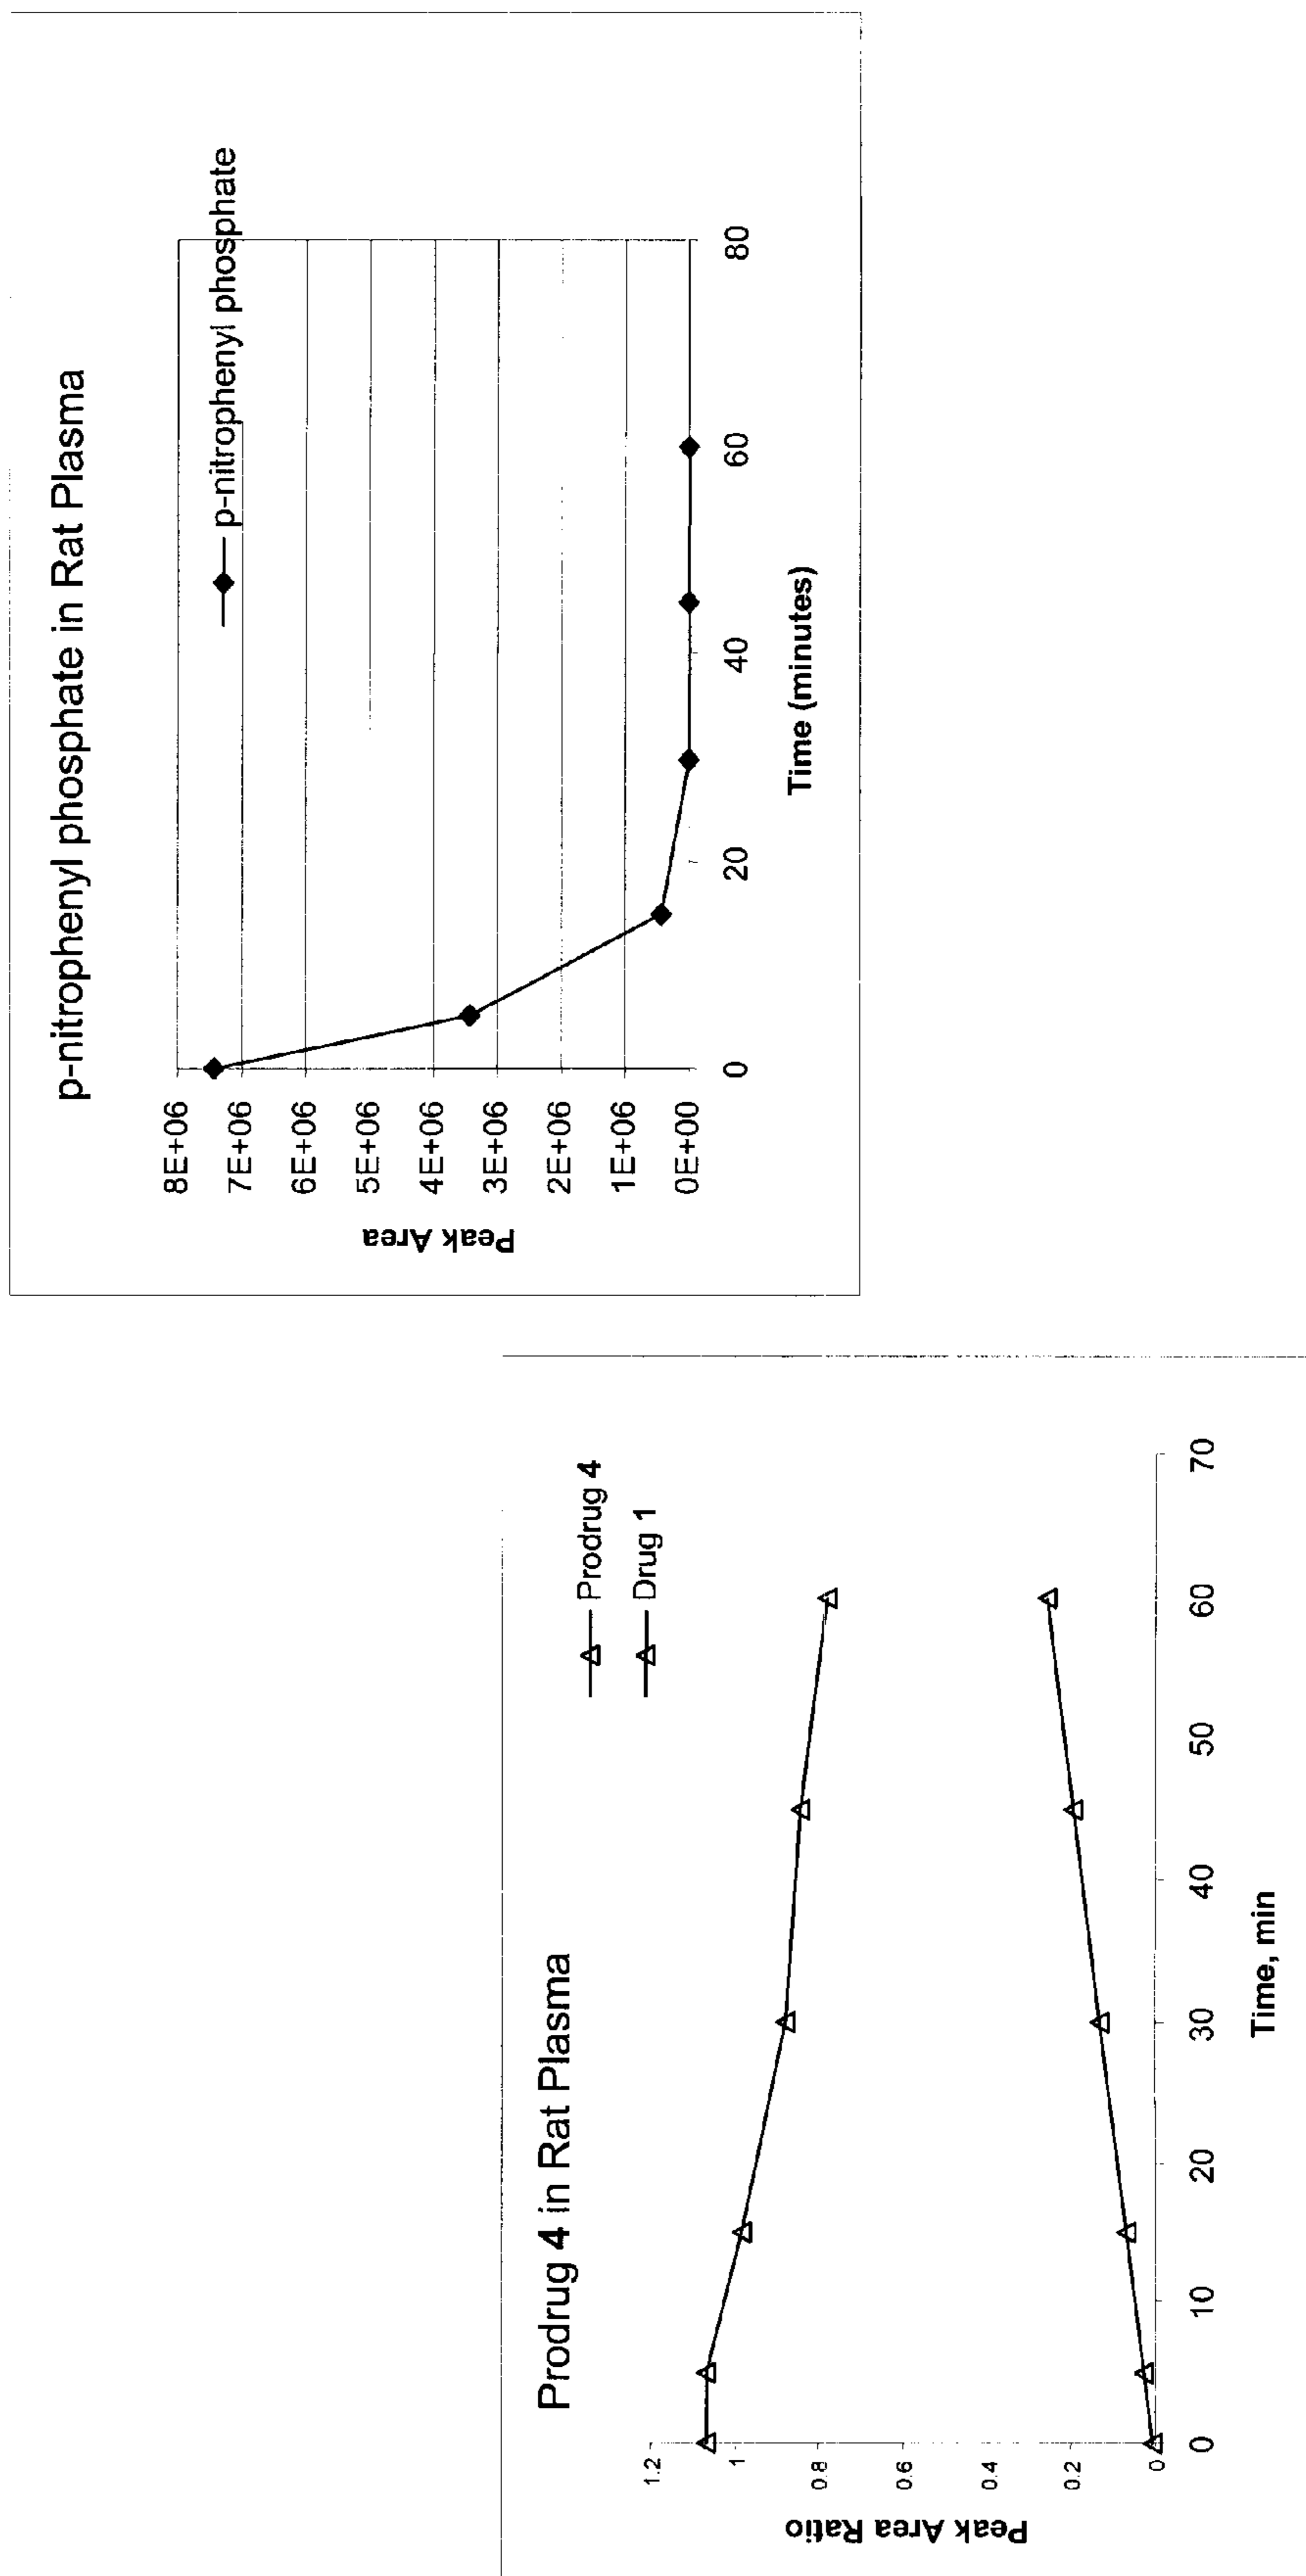 p-nitrophenyl phosphate in Rat Plasma
p-nitrophenyl phosphate
8E+06
7E+06
6E+06
5E+06
4E+06
3E+06
2E+06
1E+06
0E+00
Peak Area
0
20
40
60
80
Time (minutes)
Prodrug 4 in Rat Plasma
Prodrug 4
Drug 1
1.2
1
0.8
0.6
0.4
0.2
0
Peak Area Ratio
0
10
20
30
40
50
60
70
Time, min